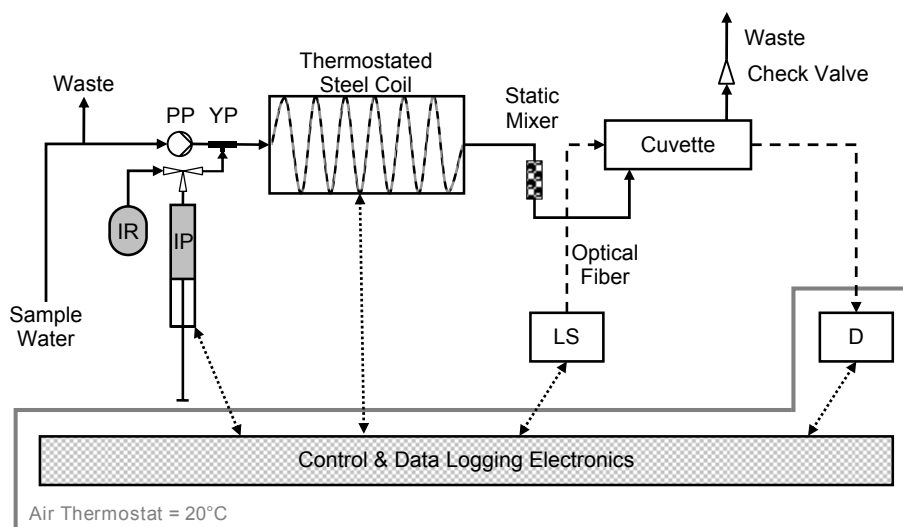 Waste
Check Valve
Thermostated
Steel Coil
Waste
PP
YP
Static
Mixer
Cuvette
IR
IP
Optical
Fiber
Sample
Water
LS
D
Control & Data Logging Electronics
Air Thermostat = 20°C